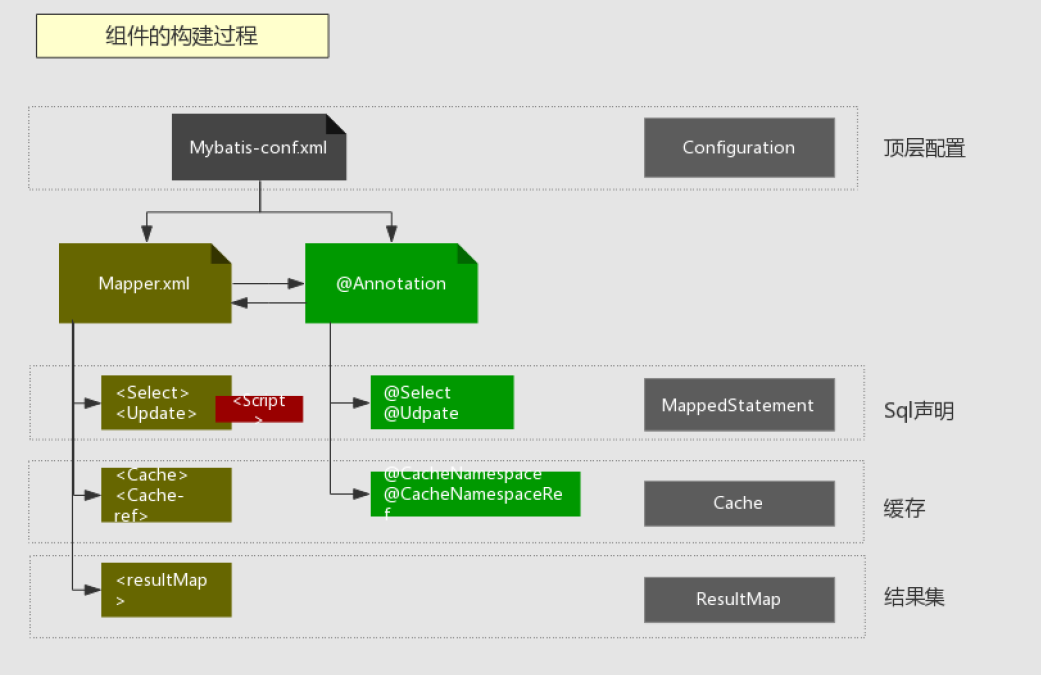 组件的构建过程
Mybatis-conf.xml
Configuration
顶层配置
Mapper.xml
@Annotation
<Select>
<Update>
<Script
>
@Select
@Udpate
MappedStatement
Sql声明
<Cache>
<Cache-
ref>
@CacheNamespace
@CacheNamespaceRe
f
Cache
缓存
<resultMap
>
ResultMap
结果集